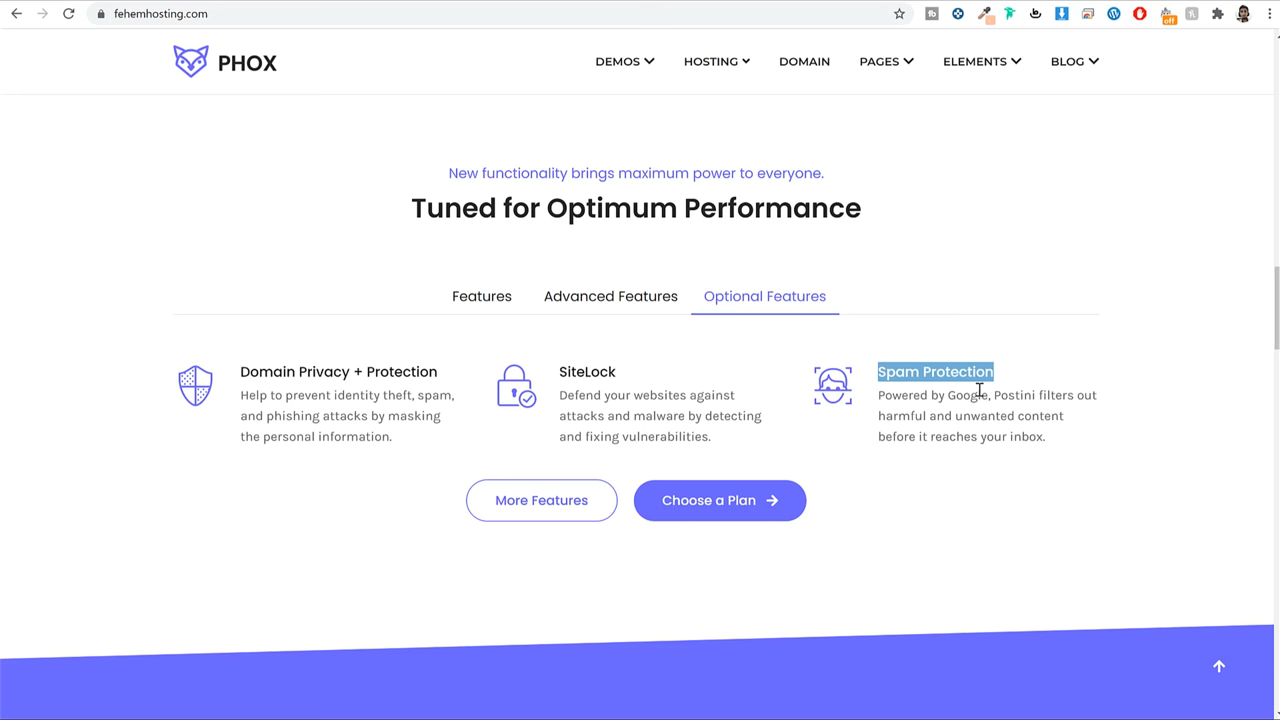 fehemhosting.com
off
PHOX
DEMOS HOSTING DOMAIN PAGES ELEMENTS BLOG
New functionality brings maximum power to everyone.
Tuned for Optimum Performance
Features Advanced Features Optional Features
Domain Privacy + Protection
Help to prevent identity theft, spam,
and phishing attacks by masking
the personal information.
SiteLock
Defend your websites against
attacks and malware by detecting
and fixing vulnerabilities.
Spam Protection
Powered by Google, Postini filters out
harmful and unwanted content
before it reaches your inbox.
More Features Choose a Plan